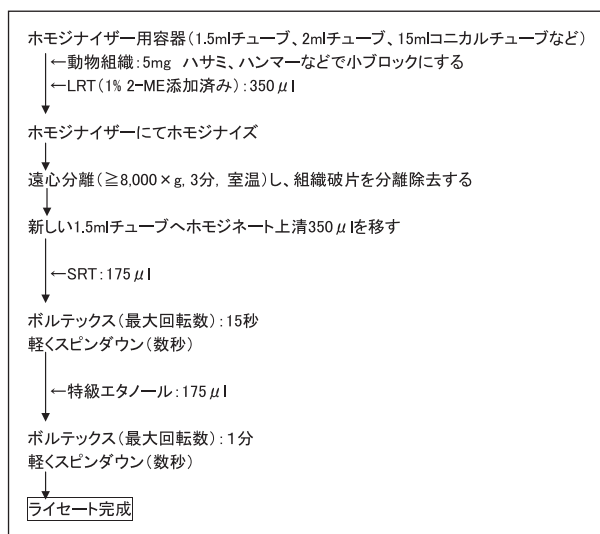 ホモジナイザー用容器(1.5mlチューブ、2mlチューブ、15mlコニカルチューブなど)
←動物組織:5mg ハサミ、ハンマーなどで小ブロックにする
←LRT(1% 2-ME添加済み):350μl
ホモジナイザーにてホモジナイズ
遠心分離(≧8,000×g, 3分, 室温)し、組織破片を分離除去する
新しい1.5mlチューブへホモジネート上清350μlを移す
←SRT:175μl
ボルテックス(最大回転数):15秒
軽くスピンダウン(数秒)
←特級エタノール:175μl
ボルテックス(最大回転数):1分
軽くスピンダウン(数秒)
ライセート完成